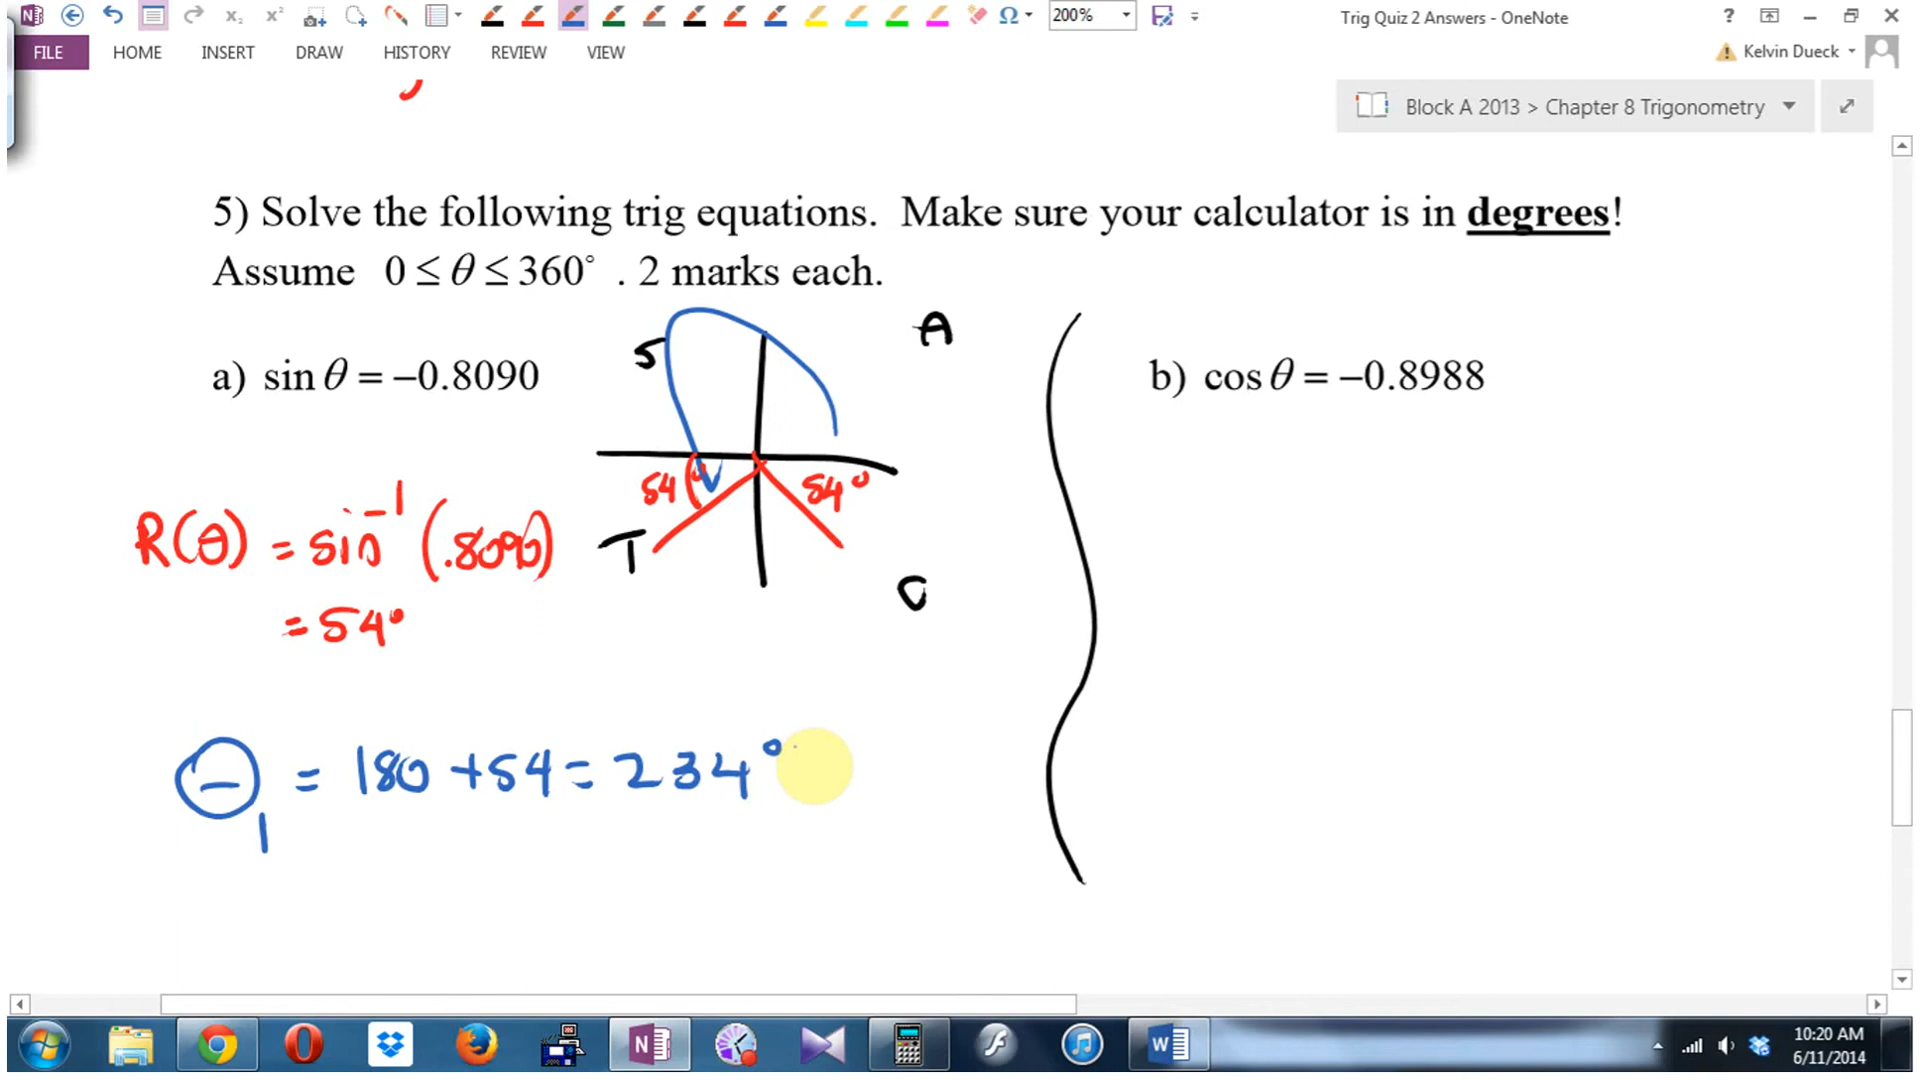 200%
Trig Quiz 2 Answers - OneNote
FILE HOME INSERT DRAW HISTORY REVIEW VIEW
Kelvin Dueck
Block A 2013 > Chapter 8 Trigonometry
5) Solve the following trig equations. Make sure your calculator is in degrees!
Assume 0 ≤ θ ≤ 360° . 2 marks each.
a) sin θ = −0.8090
S
A
b) cos θ = −0.8988
54°
54°
T
C
R(θ) = sin⁻¹ (.8090)
= 54°
θ₁ = 180 + 54 = 234°
10:20 AM
6/11/2014